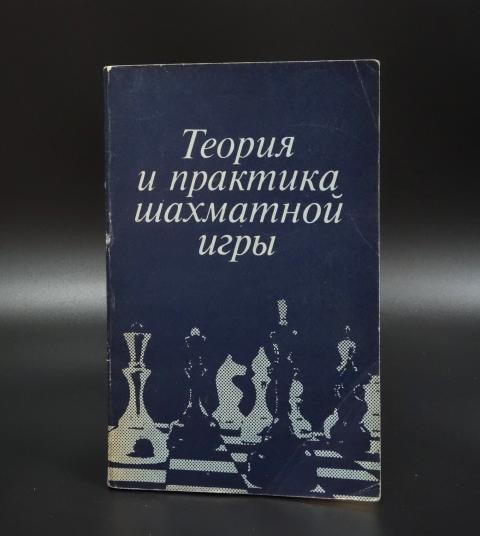 Теория
и практика
шахматной
игры